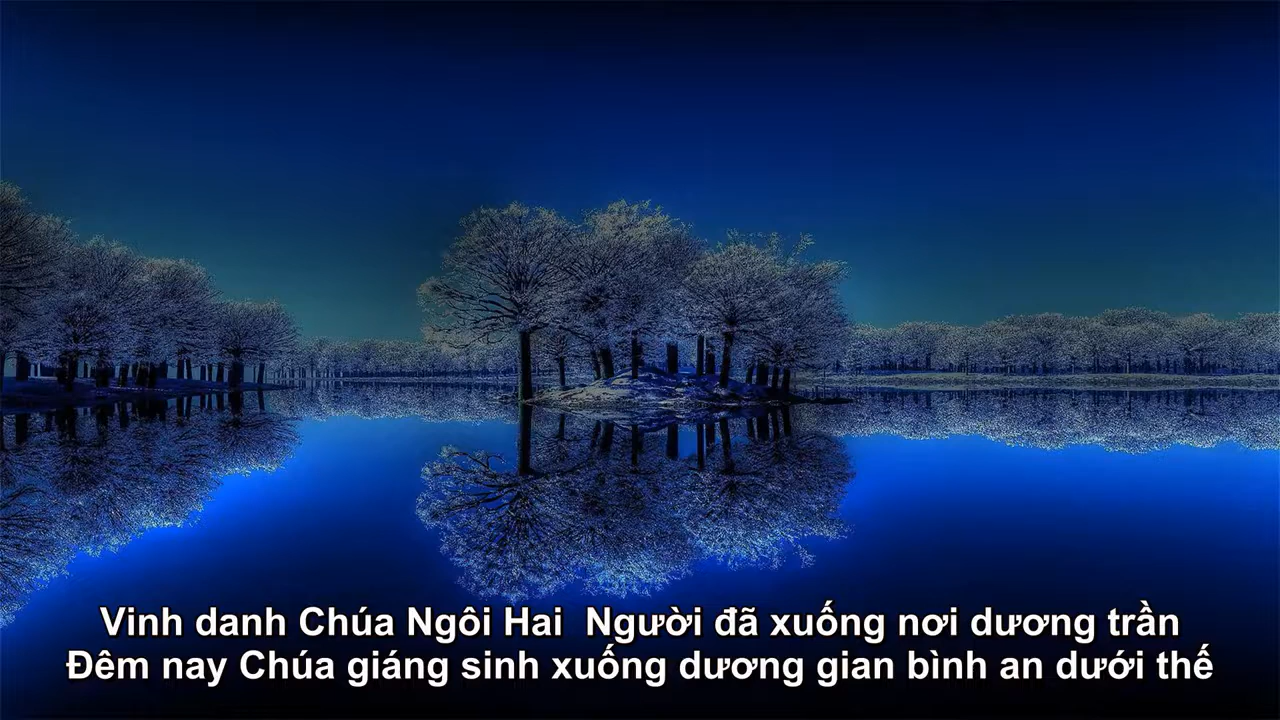 Vinh danh Chúa Ngôi Hai  Người đã xuống nơi dương trần
Đêm nay Chúa giáng sinh xuống dương gian bình an dưới thế